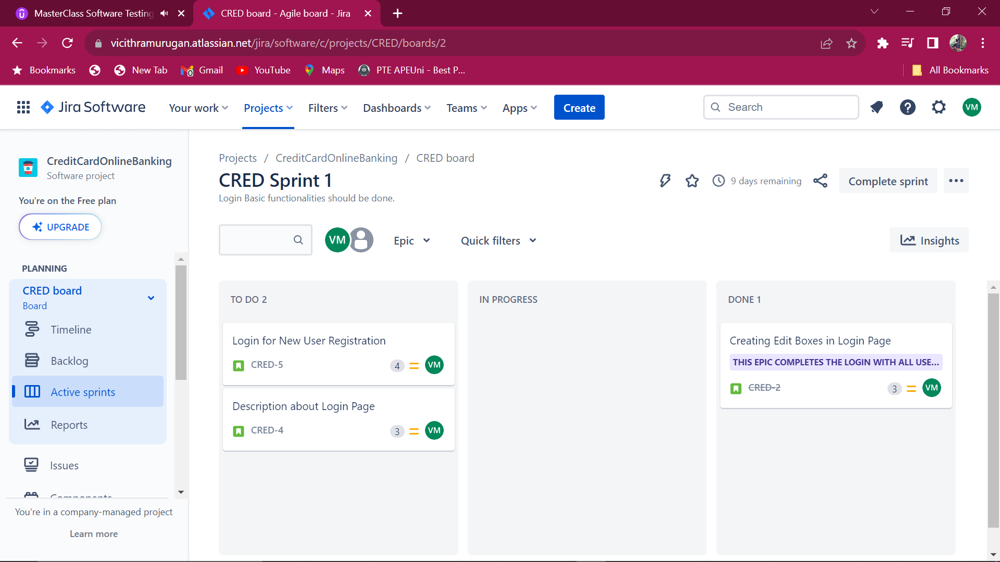 MasterClass Software Testing
CRED board - Agile board - Jira
vicithramurugan.atlassian.net/jira/software/c/projects/CRED/boards/2
Bookmarks
New Tab
Gmail
YouTube
Maps
PTE APEUni - Best P...
All Bookmarks
Jira Software
Your work
Projects
Filters
Dashboards
Teams
Apps
Create
Search
VM
CreditCardOnlineBanking
Software project
You're on the Free plan
UPGRADE
PLANNING
CRED board
Board
Timeline
Backlog
Active sprints
Reports
Issues
Components
You're in a company-managed project
Learn more
Projects / CreditCardOnlineBanking / CRED board
CRED Sprint 1
Login Basic functionalities should be done.
9 days remaining
Complete sprint
VM
Epic
Quick filters
Insights
TO DO 2
Login for New User Registration
CRED-5
4
VM
Description about Login Page
CRED-4
3
VM
IN PROGRESS
DONE 1
Creating Edit Boxes in Login Page
THIS EPIC COMPLETES THE LOGIN WITH ALL USE...
CRED-2
3
VM